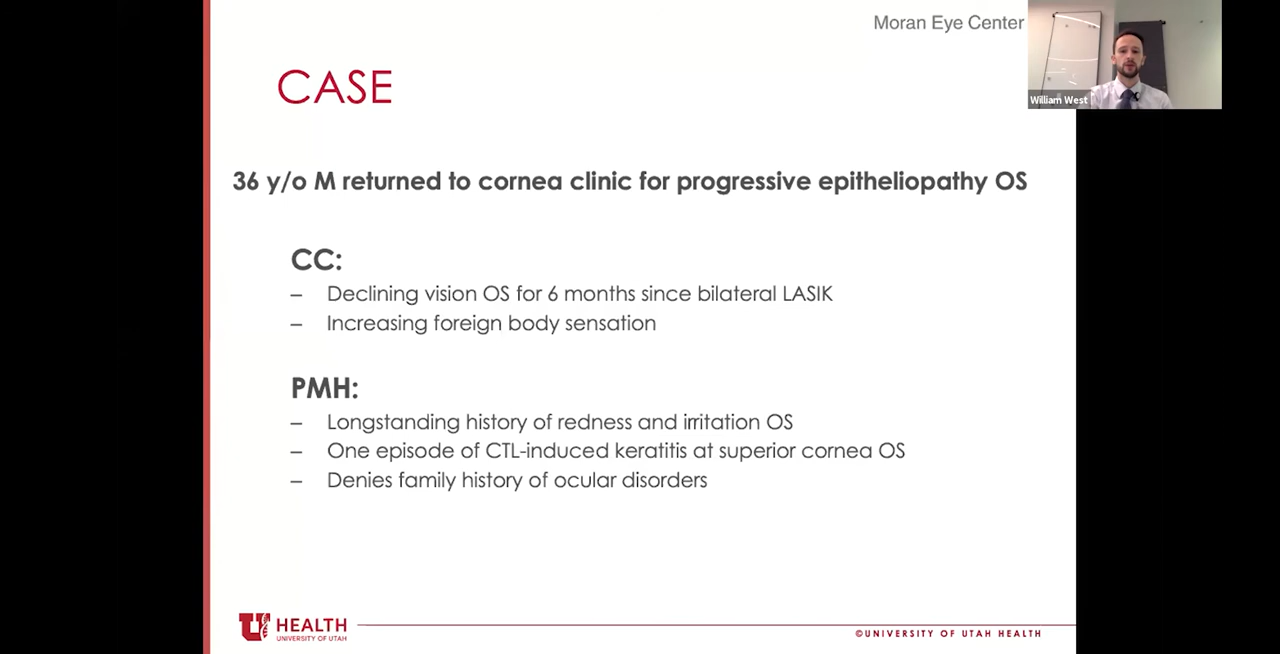 Moran Eye Center
William West
CASE
36 y/o M returned to cornea clinic for progressive epitheliopathy OS
CC:
– Declining vision OS for 6 months since bilateral LASIK
– Increasing foreign body sensation
PMH:
– Longstanding history of redness and irritation OS
– One episode of CTL-induced keratitis at superior cornea OS
– Denies family history of ocular disorders
U HEALTH
UNIVERSITY OF UTAH
©UNIVERSITY OF UTAH HEALTH